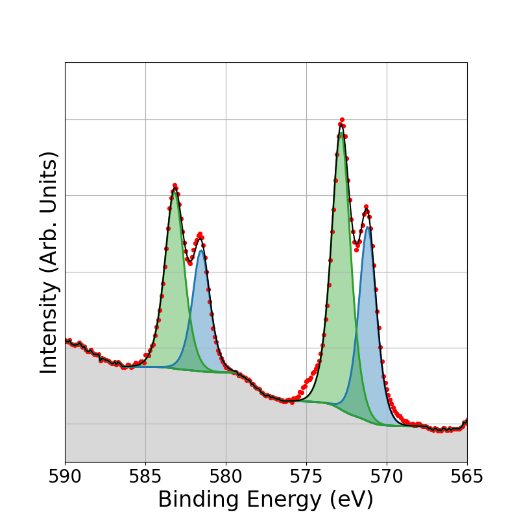 Intensity (Arb. Units)
590 585 580 575 570 565
Binding Energy (eV)